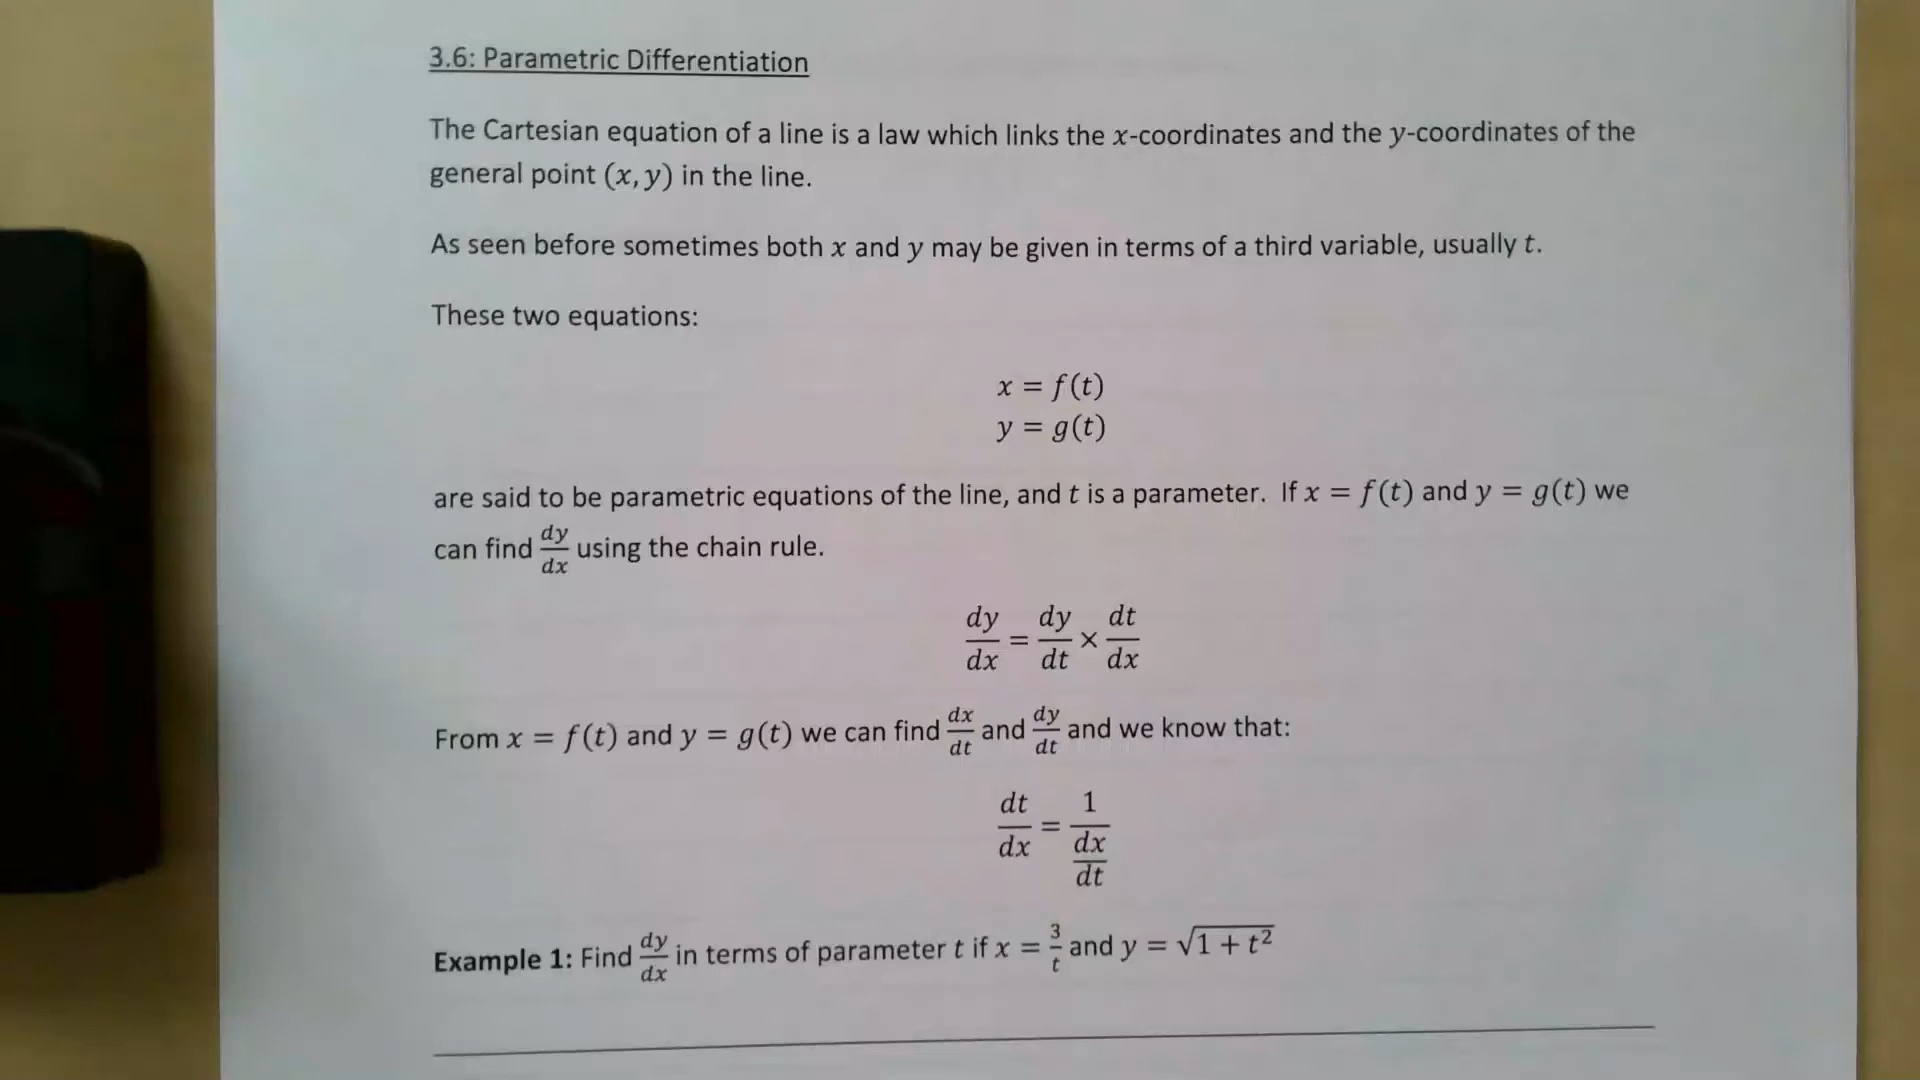 3.6: Parametric Differentiation
The Cartesian equation of a line is a law which links the x-coordinates and the y-coordinates of the
general point (x, y) in the line.
As seen before sometimes both x and y may be given in terms of a third variable, usually t.
These two equations:
x = f(t)
y = g(t)
are said to be parametric equations of the line, and t is a parameter. If x = f(t) and y = g(t) we
can find dy/dx using the chain rule.
dy/dx = dy/dt × dt/dx
From x = f(t) and y = g(t) we can find dx/dt and dy/dt and we know that:
dt/dx = 1/(dx/dt)
Example 1: Find dy/dx in terms of parameter t if x = 3/t and y = √(1 + t²)